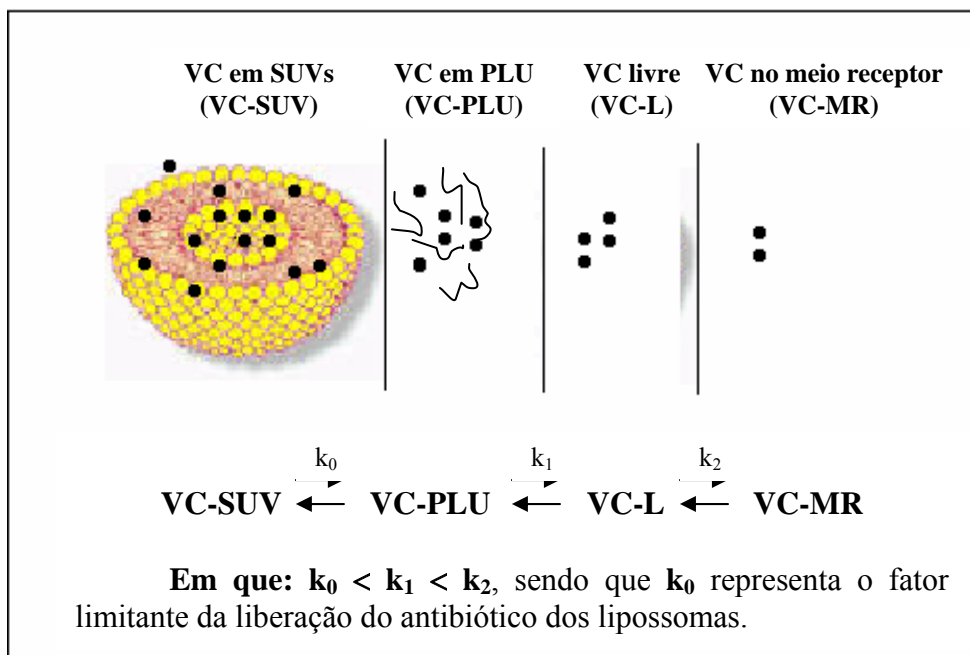 VC em SUVs VC em PLU VC livre VC no meio receptor
(VC-SUV) (VC-PLU) (VC-L) (VC-MR)
k₀ k₁ k₂
VC-SUV VC-PLU VC-L VC-MR
Em que: k₀ < k₁ < k₂, sendo que k₀ representa o fator
limitante da liberação do antibiótico dos lipossomas.